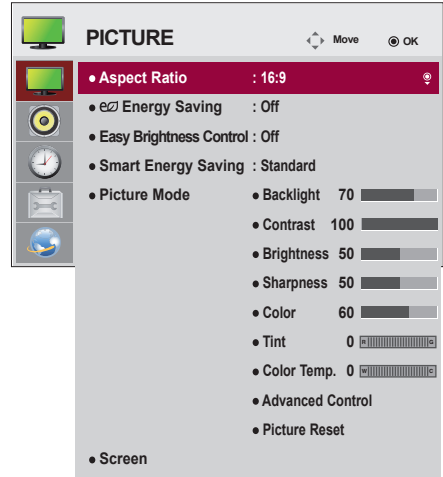 PICTURE Move OK
• Aspect Ratio : 16:9
• Energy Saving : Off
• Easy Brightness Control : Off
• Smart Energy Saving : Standard
• Picture Mode • Backlight 70
• Contrast 100
• Brightness 50
• Sharpness 50
• Color 60
• Tint 0 R G
• Color Temp. 0 W C
• Advanced Control
• Picture Reset
• Screen